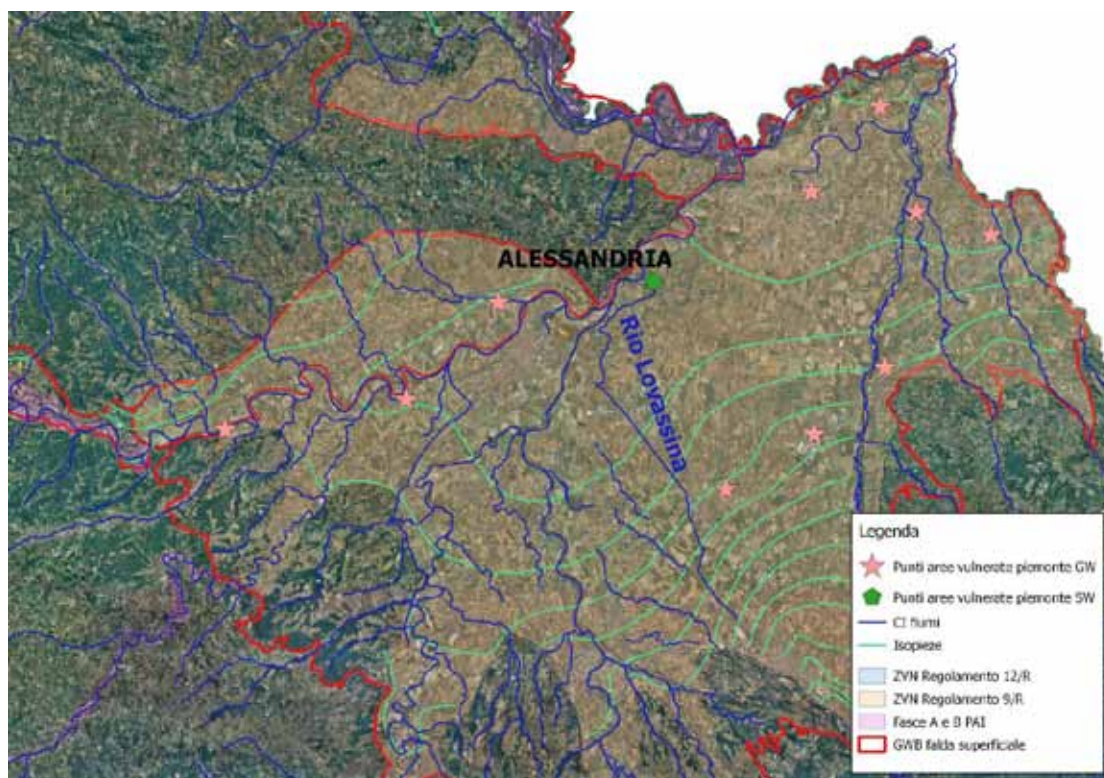 ALESSANDRIA
Rio Lovassina
Legenda
Punti aree vulnerate piemonte GW
Punti aree vulnerate piemonte SW
CI fiumi
Isopieze
ZVN Regolamento 12/R
ZVN Regolamento 9/R
Fasce A e B PAI
GWB falda superficiale